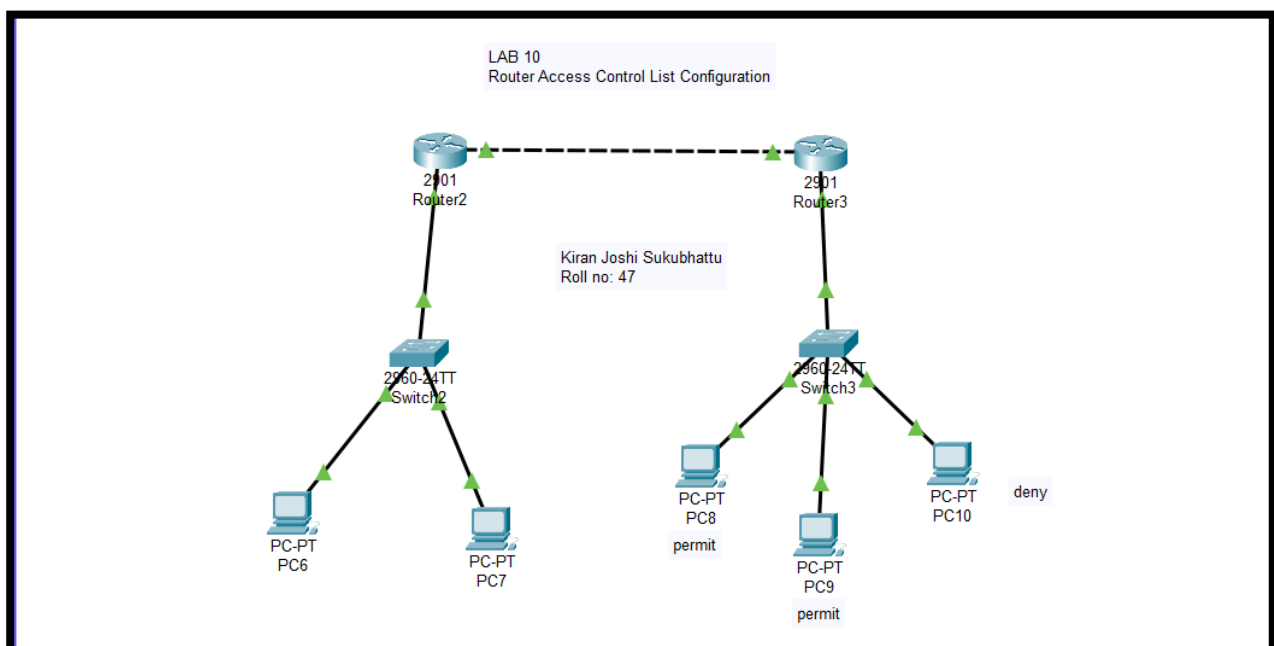 LAB 10
Router Access Control List Configuration
2901
Router2
2901
Router3
Kiran Joshi Sukubhattu
Roll no: 47
2960-24TT
Switch2
2960-24TT
Switch3
PC-PT
PC8
permit
PC-PT
PC10
deny
PC-PT
PC6
PC-PT
PC7
PC-PT
PC9
permit